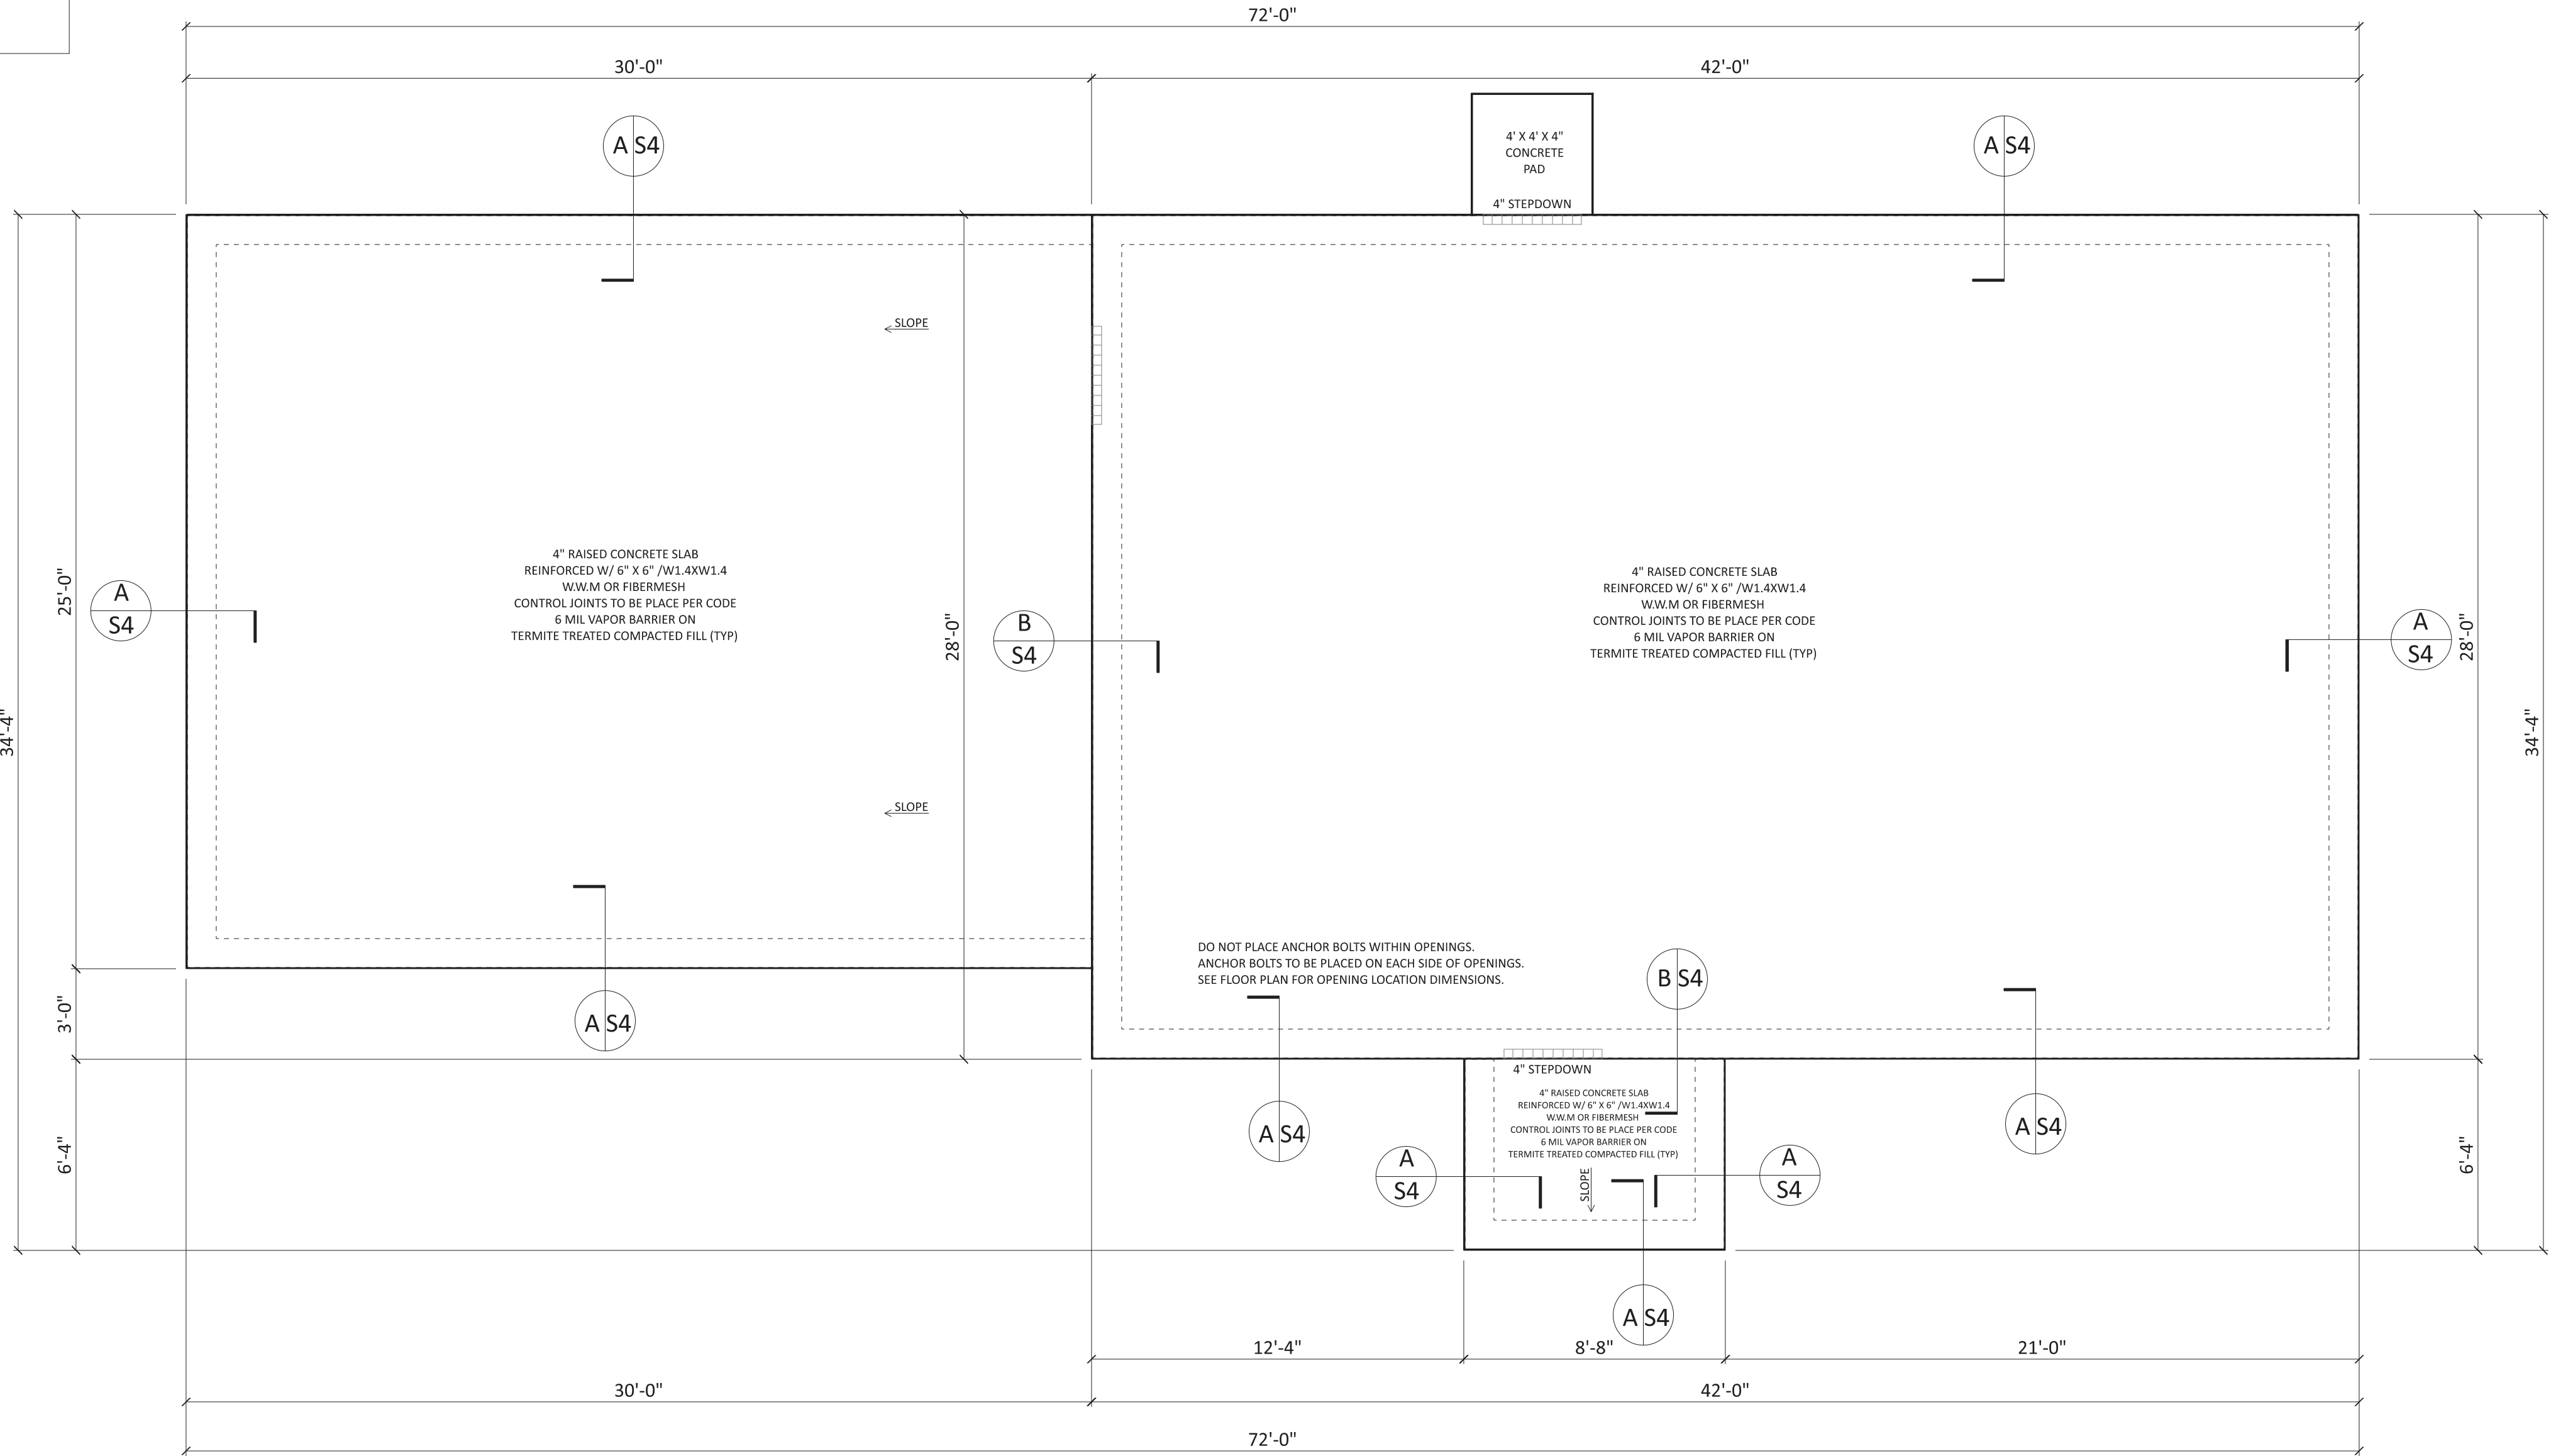 72'-0"
30'-0"
42'-0"
A S4
4' X 4' X 4"
CONCRETE
PAD
4" STEPDOWN
A S4
SLOPE
4" RAISED CONCRETE SLAB
REINFORCED W/ 6" X 6" /W1.4XW1.4
W.W.M OR FIBERMESH
CONTROL JOINTS TO BE PLACE PER CODE
6 MIL VAPOR BARRIER ON
TERMITE TREATED COMPACTED FILL (TYP)
4" RAISED CONCRETE SLAB
REINFORCED W/ 6" X 6" /W1.4XW1.4
W.W.M OR FIBERMESH
CONTROL JOINTS TO BE PLACE PER CODE
6 MIL VAPOR BARRIER ON
TERMITE TREATED COMPACTED FILL (TYP)
34'-4"
25'-0"
A
S4
28'-0"
B
S4
A
S4
28'-0"
34'-4"
SLOPE
DO NOT PLACE ANCHOR BOLTS WITHIN OPENINGS.
ANCHOR BOLTS TO BE PLACED ON EACH SIDE OF OPENINGS.
SEE FLOOR PLAN FOR OPENING LOCATION DIMENSIONS.
B S4
3'-0"
A S4
4" STEPDOWN
4" RAISED CONCRETE SLAB
REINFORCED W/ 6" X 6" /W1.4XW1.4
W.W.M OR FIBERMESH
CONTROL JOINTS TO BE PLACE PER CODE
6 MIL VAPOR BARRIER ON
TERMITE TREATED COMPACTED FILL (TYP)
A S4
A S4
6'-4"
A
S4
SLOPE
A
S4
6'-4"
A S4
12'-4"
8'-8"
21'-0"
30'-0"
42'-0"
72'-0"